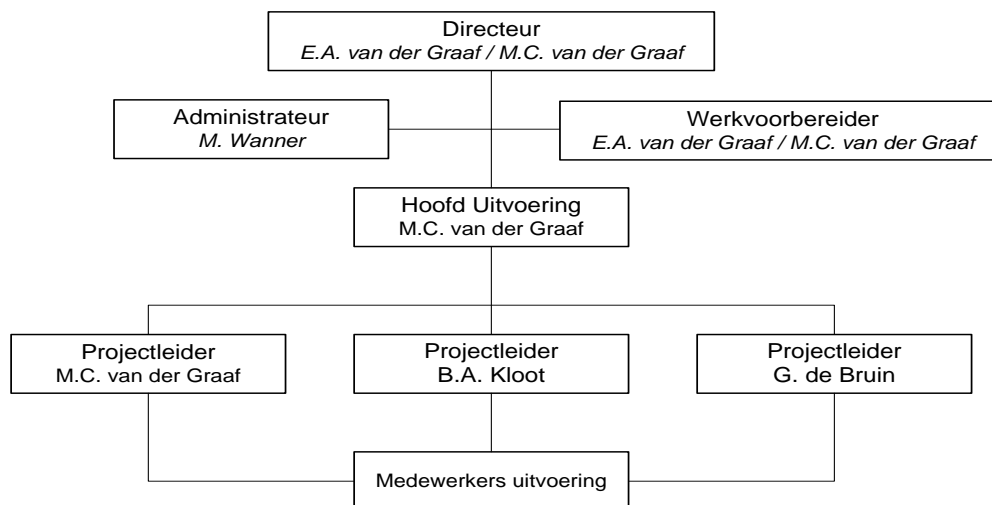 Directeur
E.A. van der Graaf / M.C. van der Graaf
Administrateur
M. Wanner
Werkvoorbereider
E.A. van der Graaf / M.C. van der Graaf
Hoofd Uitvoering
M.C. van der Graaf
Projectleider
M.C. van der Graaf
Projectleider
B.A. Kloot
Projectleider
G. de Bruin
Medewerkers uitvoering